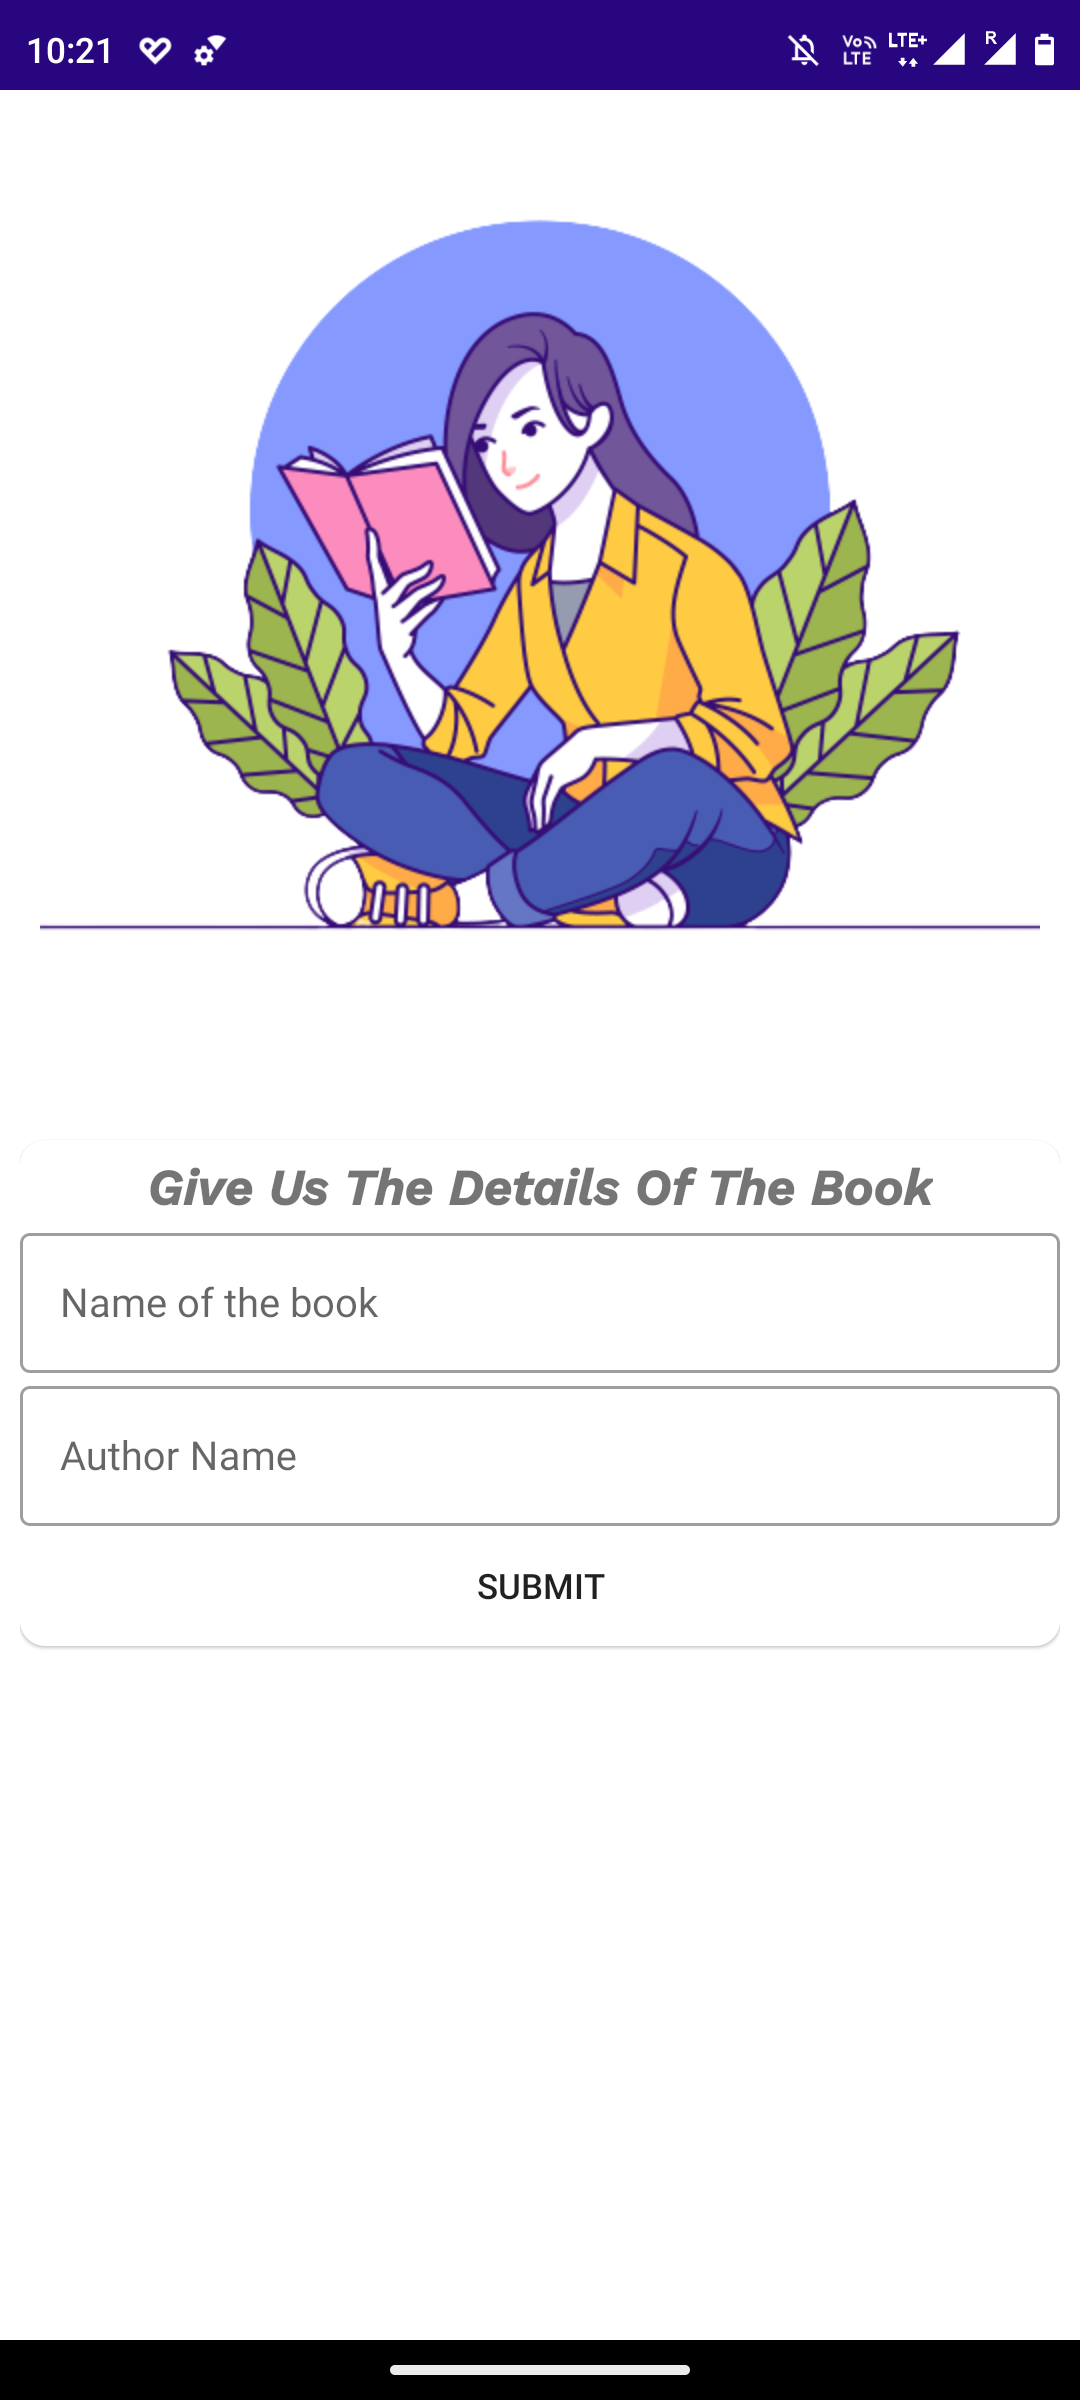 10:21 Vo LTE LTE+ R
Give Us The Details Of The Book
Name of the book
Author Name
SUBMIT